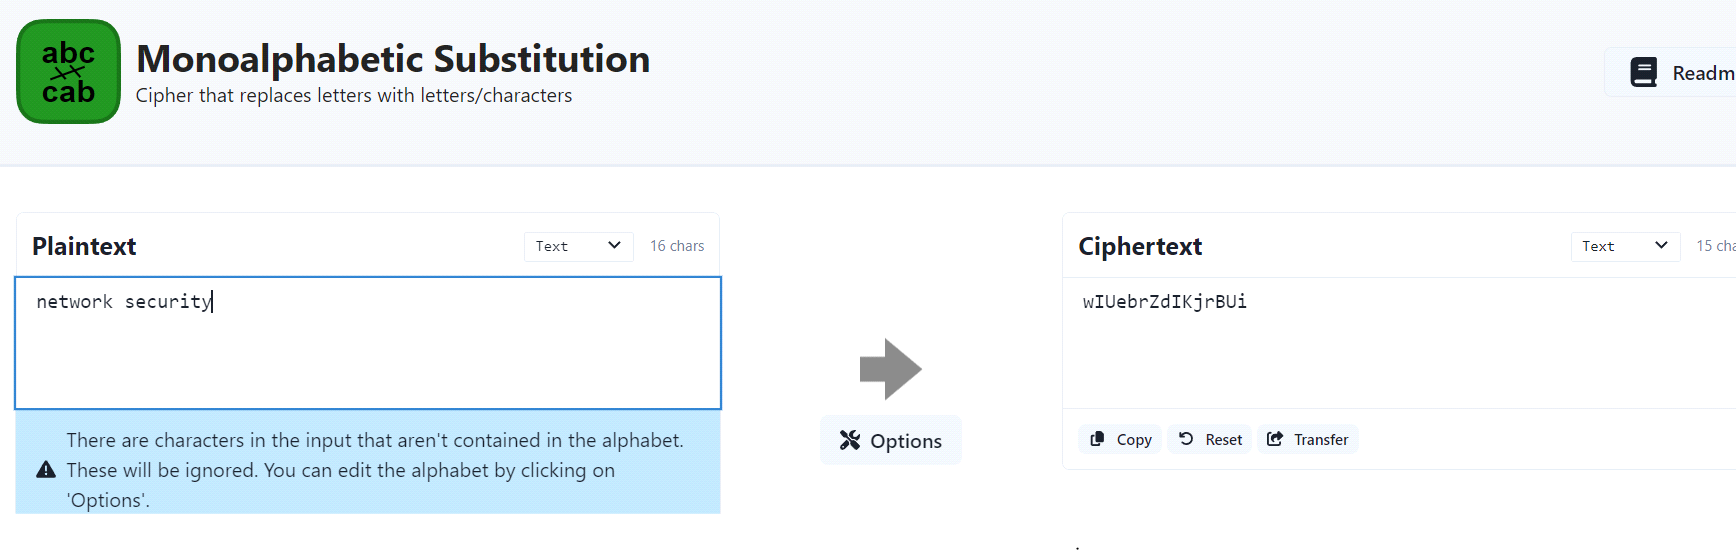 abc
cab
Monoalphabetic Substitution
Cipher that replaces letters with letters/characters
Readm
Plaintext
Text
16 chars
network security
There are characters in the input that aren't contained in the alphabet.
These will be ignored. You can edit the alphabet by clicking on
'Options'.
Options
Ciphertext
Text
15 cha
wIUebrZdIKjrBUi
Copy
Reset
Transfer